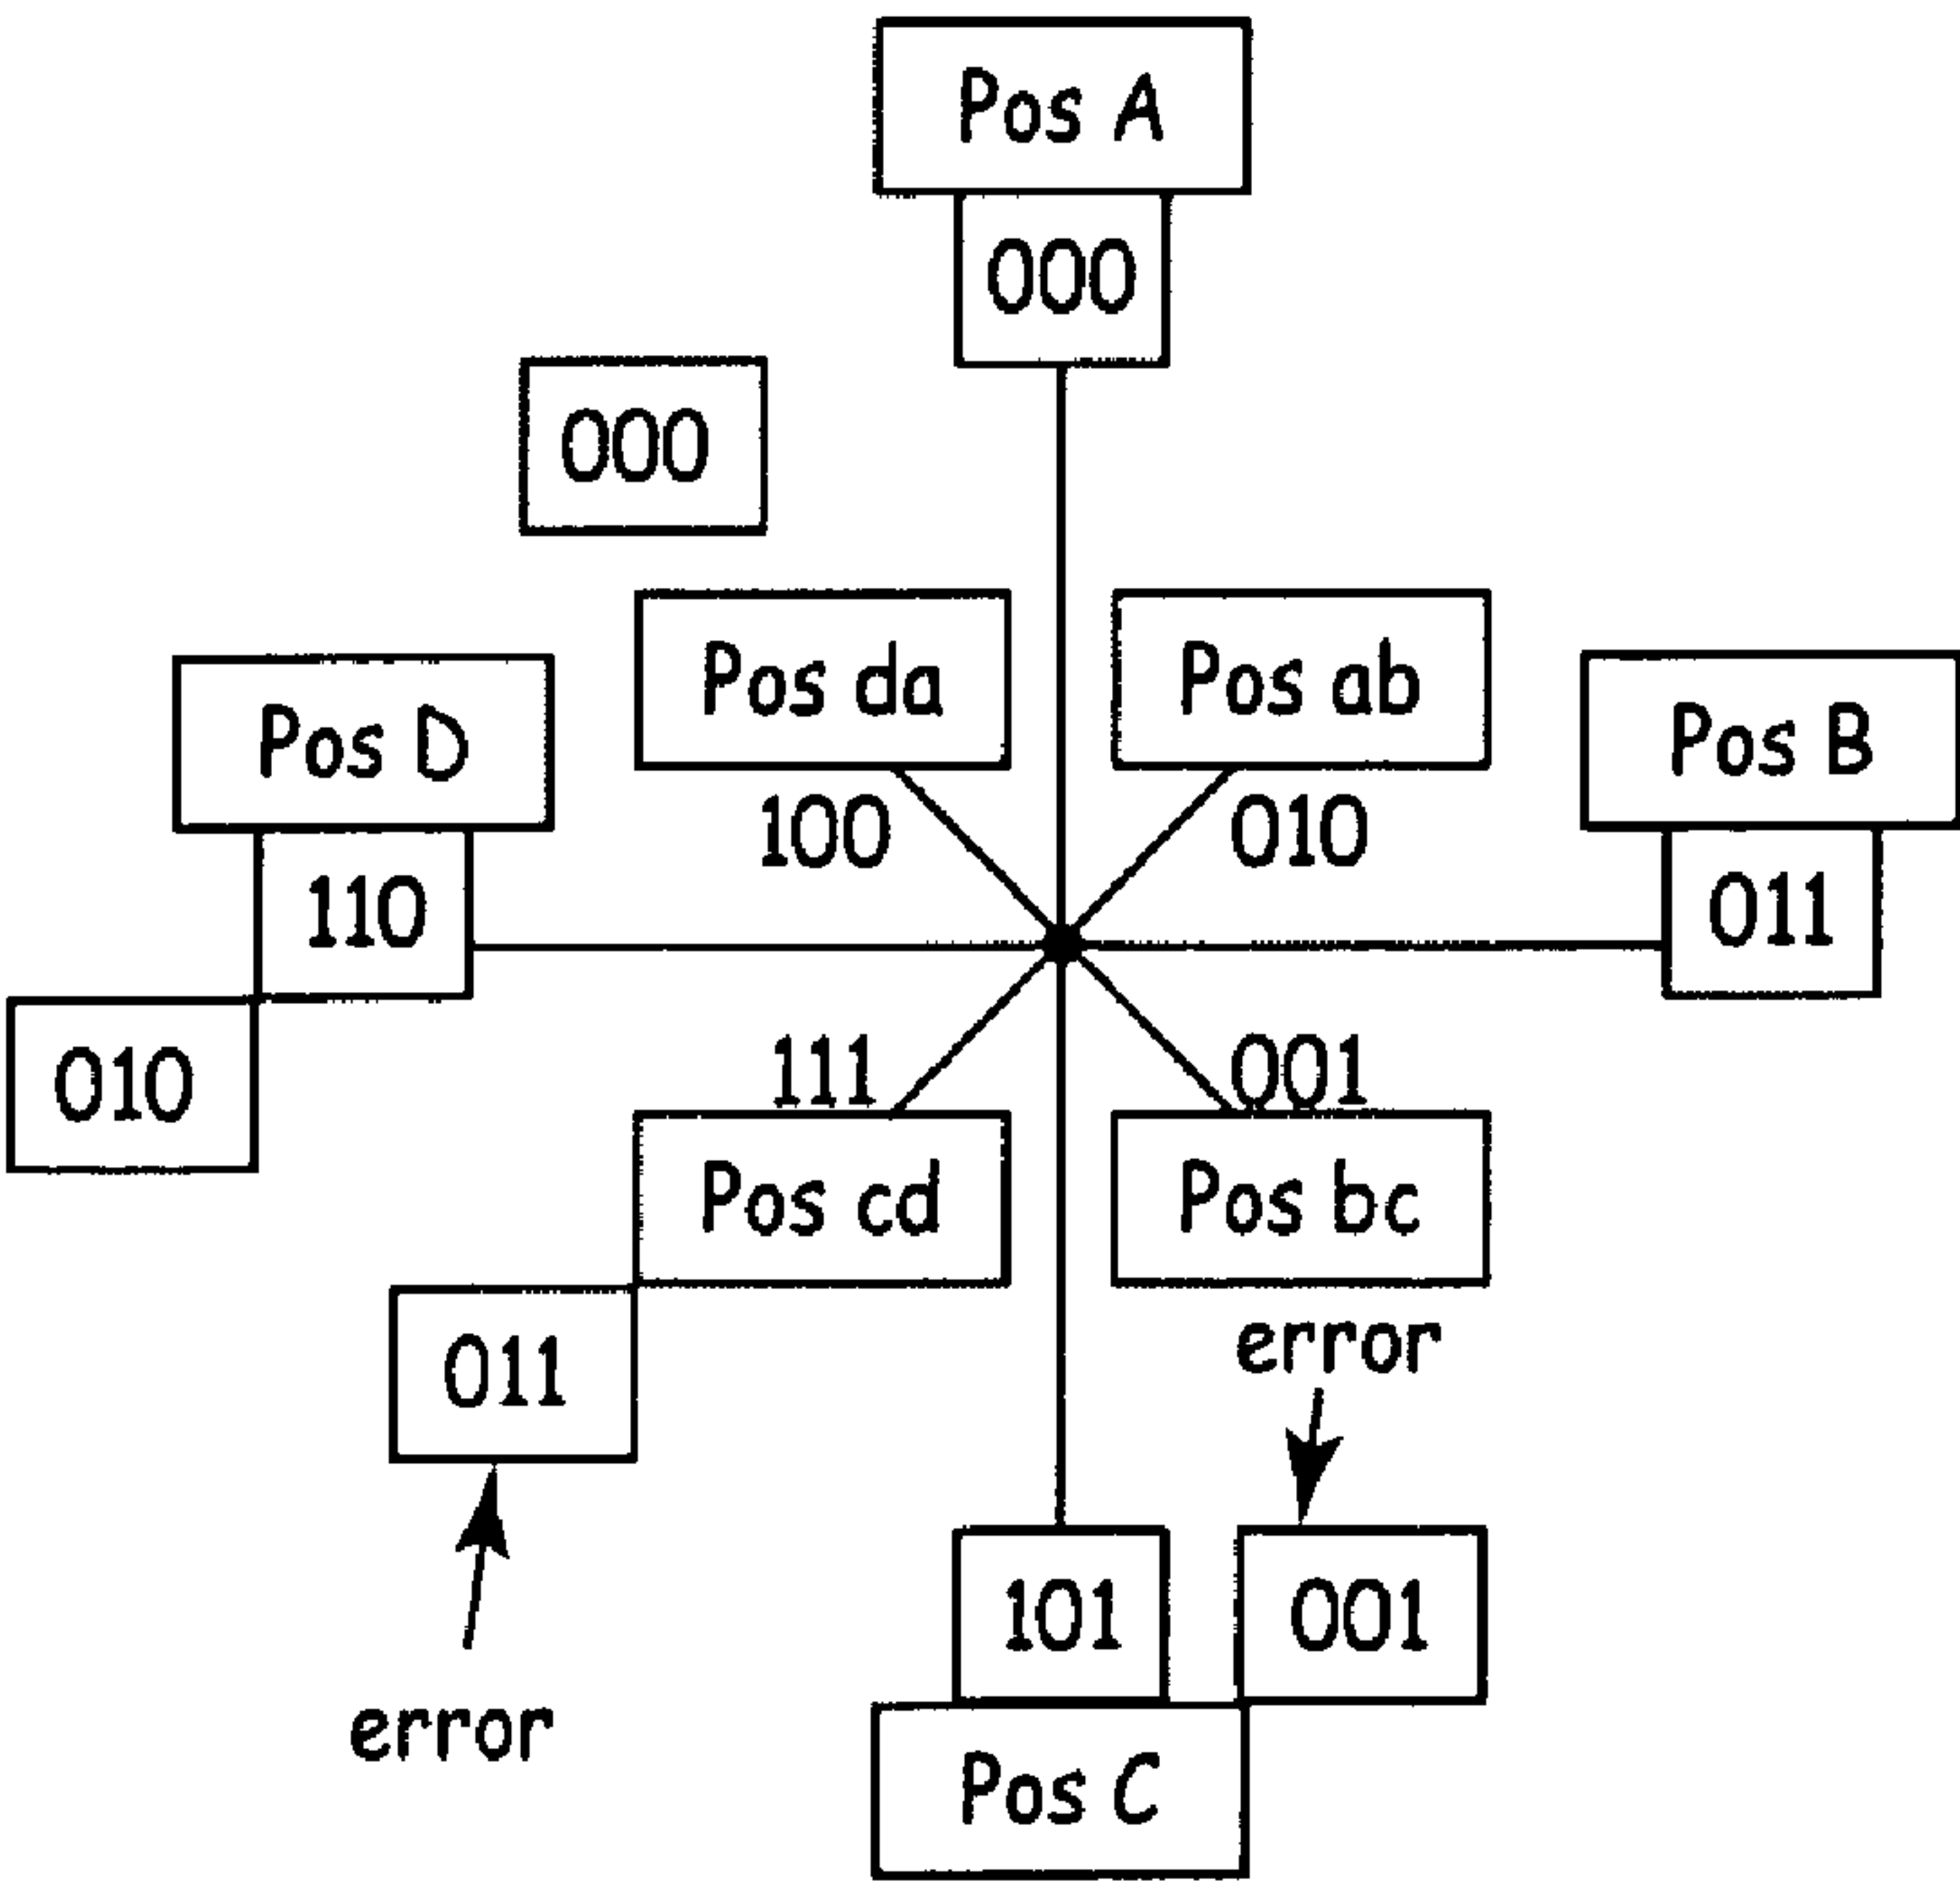 Pos A
000
000
Pos da
Pos ab
Pos D
Pos B
100
010
110
011
010
111
001
Pos cd
Pos bc
011
error
101
001
error
Pos C